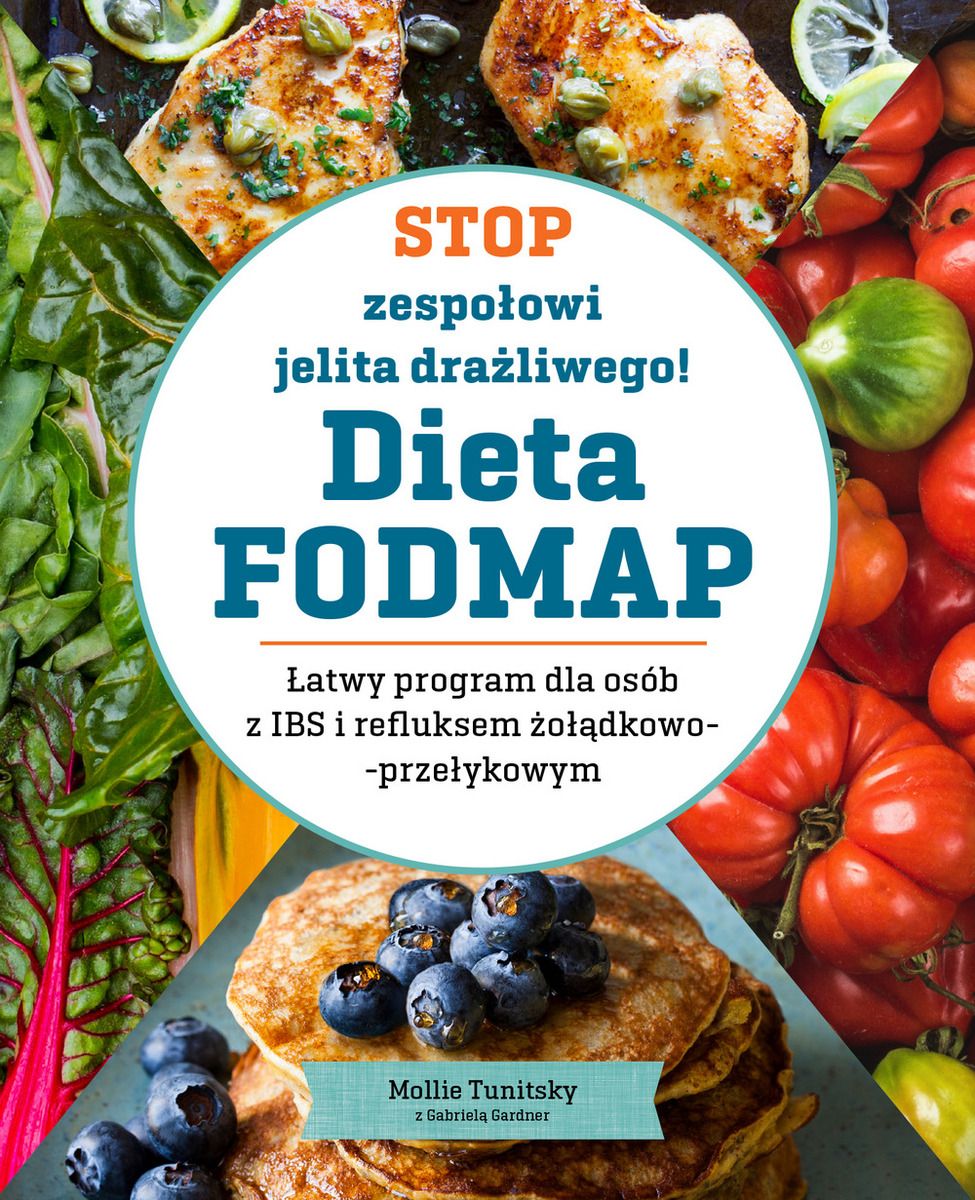 STOP
zespołowi
jelita drażliwego!
Dieta
FODMAP
Łatwy program dla osób
z IBS i refluksem żołądkowo-
-przełykowym
Mollie Tunitsky
z Gabrielą Gardner